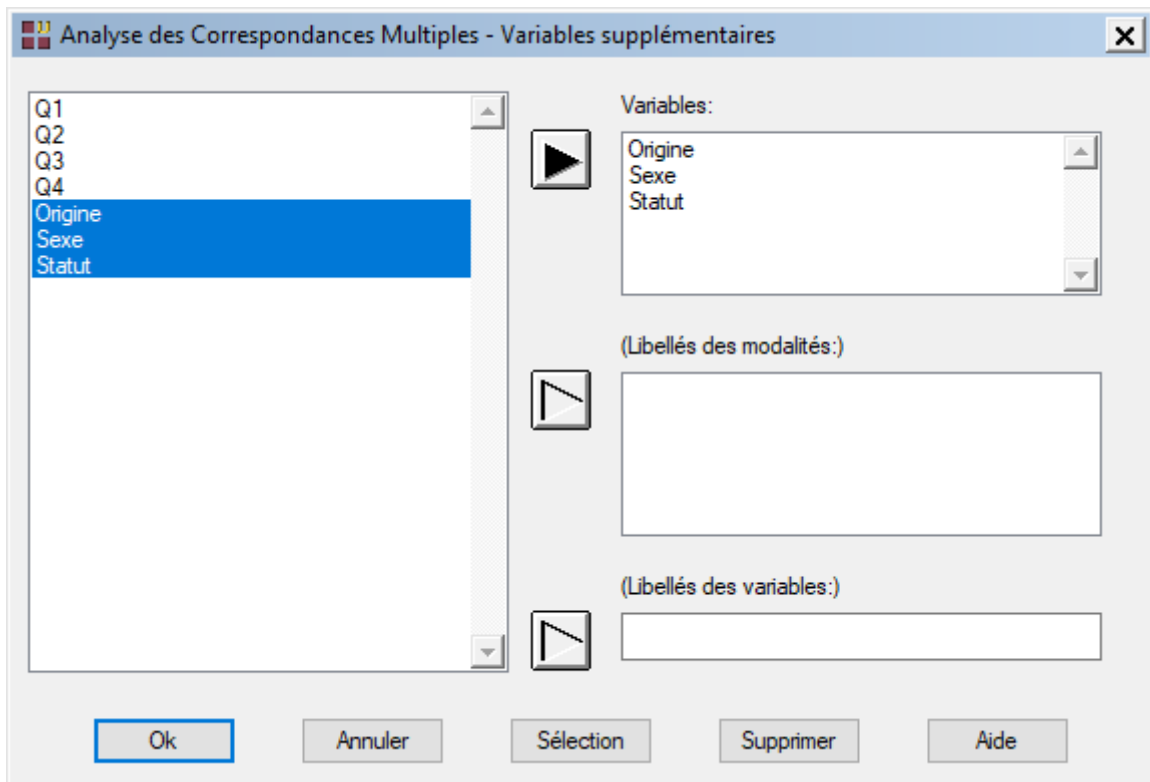 Analyse des Correspondances Multiples - Variables supplémentaires
Q1
Q2
Q3
Q4
Origine
Sexe
Statut
Variables:
Origine
Sexe
Statut
(Libellés des modalités:)
(Libellés des variables:)
Ok
Annuler
Sélection
Supprimer
Aide